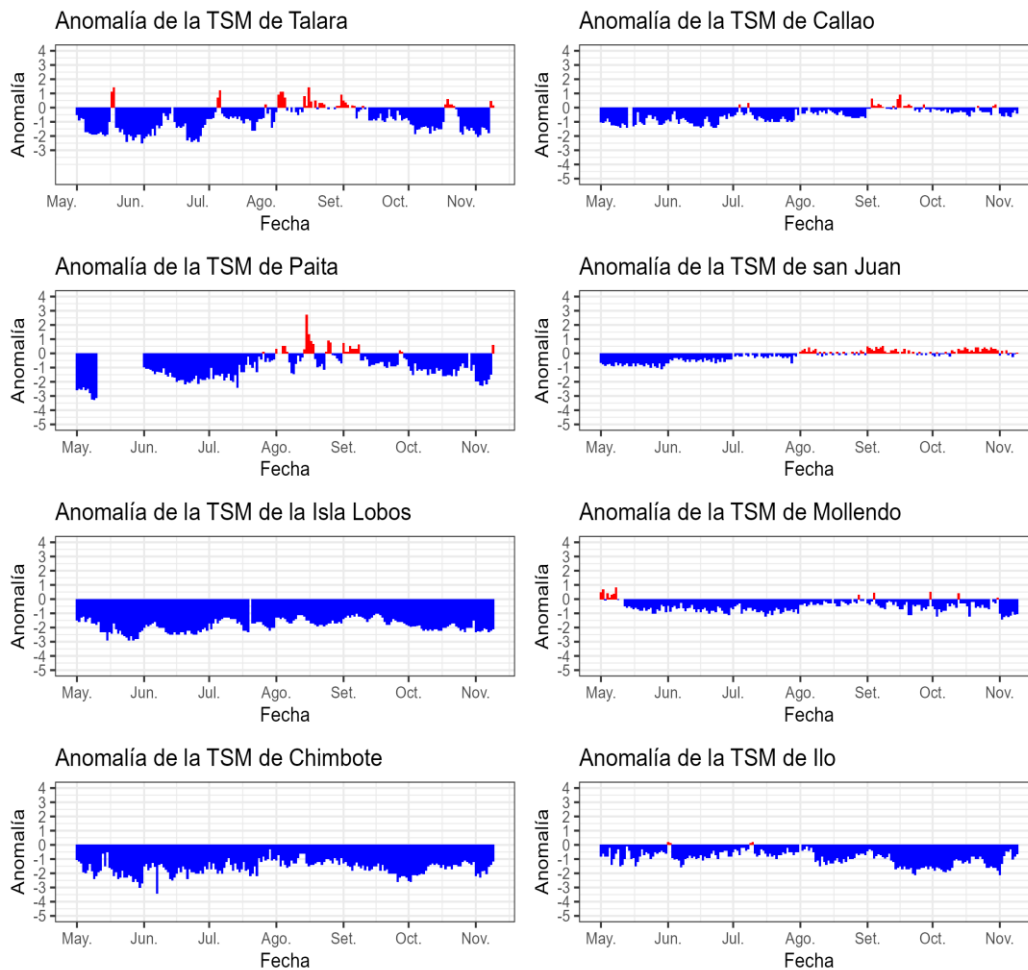 Anomalía de la TSM de Talara
Anomalía
4
3
2
1
0
-1
-2
-3
May. Jun. Jul. Ago. Set. Oct. Nov.
Fecha
Anomalía de la TSM de Callao
Anomalía
4
3
2
1
0
-1
-2
-3
-4
-5
May. Jun. Jul. Ago. Set. Oct. Nov.
Fecha
Anomalía de la TSM de Paita
Anomalía
4
3
2
1
0
-1
-2
-3
-4
-5
May. Jun. Jul. Ago. Set. Oct. Nov.
Fecha
Anomalía de la TSM de san Juan
Anomalía
4
3
2
1
0
-1
-2
-3
-4
-5
May. Jun. Jul. Ago. Set. Oct. Nov.
Fecha
Anomalía de la TSM de la Isla Lobos
Anomalía
4
3
2
1
0
-1
-2
-3
-4
-5
May. Jun. Jul. Ago. Set. Oct. Nov.
Fecha
Anomalía de la TSM de Mollendo
Anomalía
4
3
2
1
0
-1
-2
-3
-4
-5
May. Jun. Jul. Ago. Set. Oct. Nov.
Fecha
Anomalía de la TSM de Chimbote
Anomalía
4
3
2
1
0
-1
-2
-3
-4
-5
May. Jun. Jul. Ago. Set. Oct. Nov.
Fecha
Anomalía de la TSM de Ilo
Anomalía
4
3
2
1
0
-1
-2
-3
-4
-5
May. Jun. Jul. Ago. Set. Oct. Nov.
Fecha